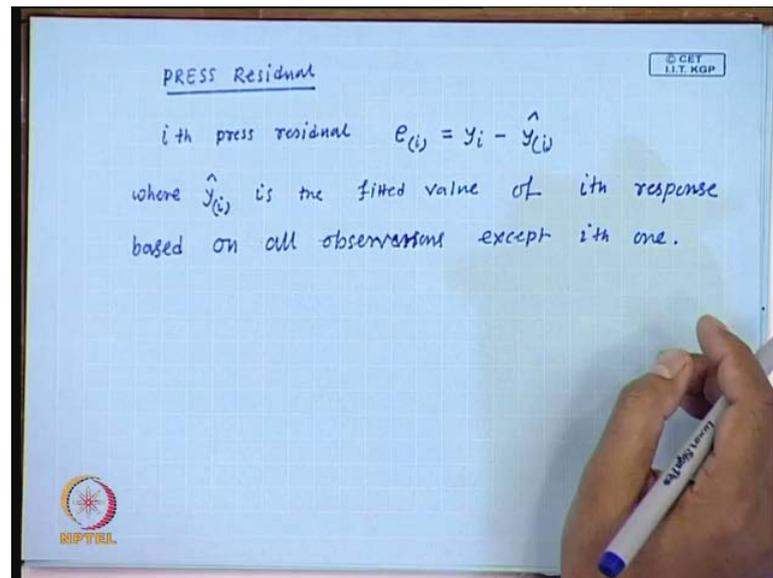 PRESS Residual
© CET
I.I.T. KGP
i th press residual e₍ᵢ₎ = yᵢ - ŷ₍ᵢ₎
where ŷ₍ᵢ₎ is the fitted value of ith response
based on all observations except ith one.
Luxor
NPTEL